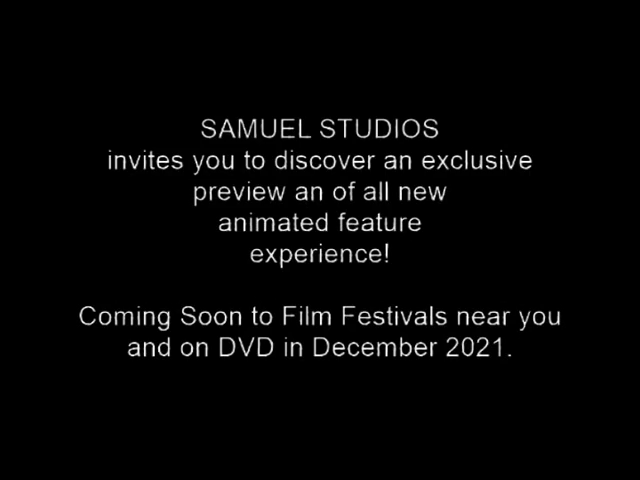 SAMUEL STUDIOS
invites you to discover an exclusive
preview an of all new
animated feature
experience!
Coming Soon to Film Festivals near you
and on DVD in December 2021.